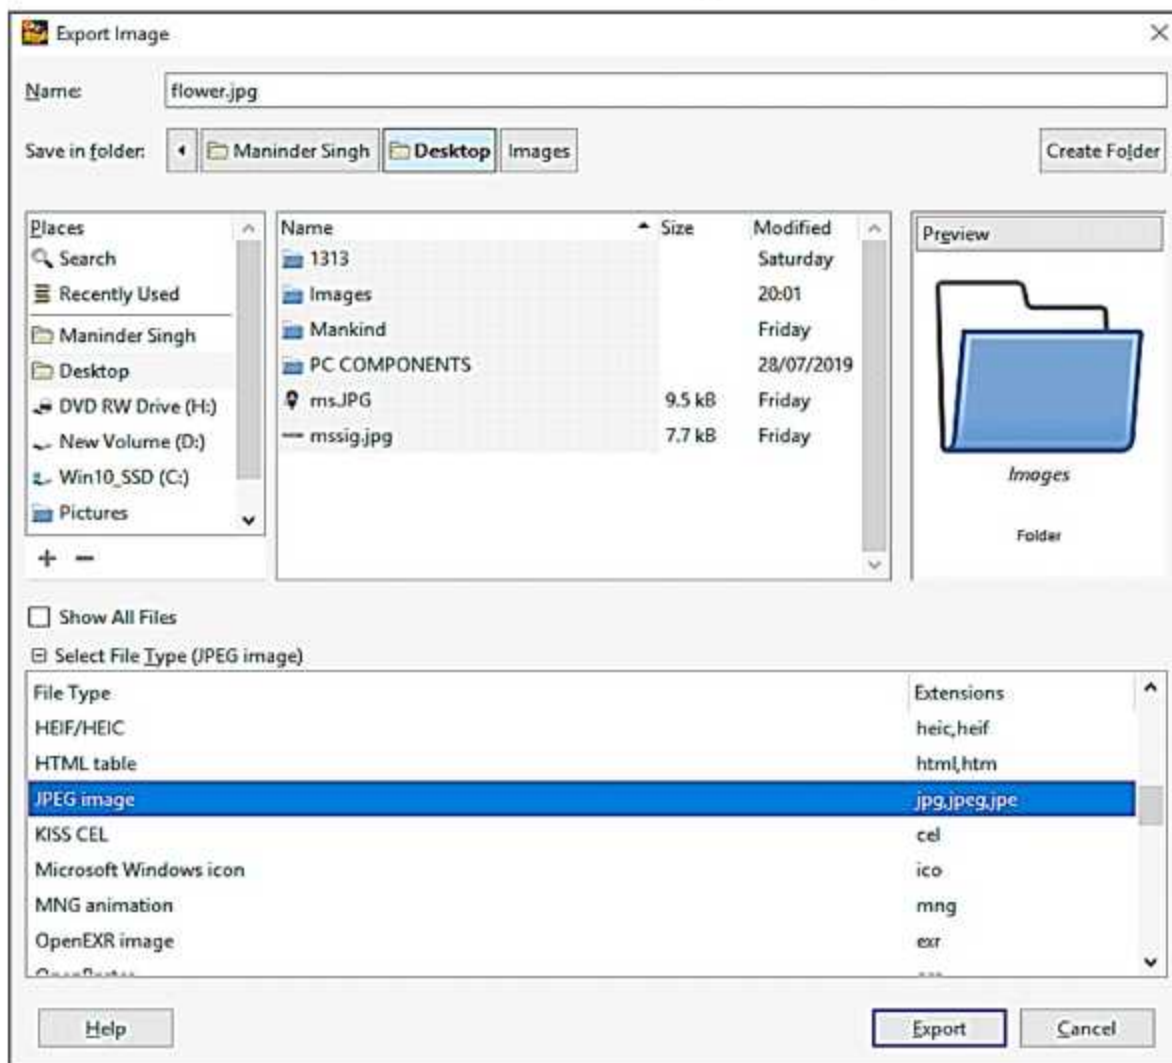 Export Image
Name: flower.jpg
Save in folder: Maninder Singh Desktop Images Create Folder
Places
Search
Recently Used
Maninder Singh
Desktop
DVD RW Drive (H:)
New Volume (D:)
Win10_SSD (C:)
Pictures
Name Size Modified
1313 Saturday
Images 20:01
Mankind Friday
PC COMPONENTS 28/07/2019
ms.JPG 9.5 kB Friday
mssig.jpg 7.7 kB Friday
Preview
Images
Folder
Show All Files
Select File Type (JPEG image)
File Type Extensions
HEIF/HEIC heic,heif
HTML table html,htm
JPEG image jpg,jpeg,jpe
KISS CEL cel
Microsoft Windows icon ico
MNG animation mng
OpenEXR image exr
Help Export Cancel